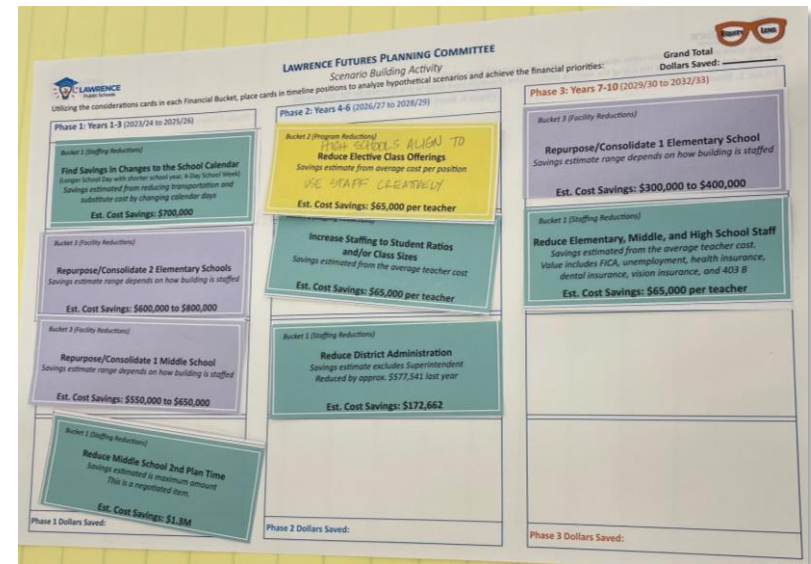 EQUITY LENS
LAWRENCE FUTURES PLANNING COMMITTEE
Scenario Building Activity
Grand Total
Dollars Saved:
LAWRENCE
Public Schools
Utilizing the considerations cards in each Financial Bucket, place cards in timeline positions to analyze hypothetical scenarios and achieve the financial priorities:
Phase 1: Years 1-3 (2023/24 to 2025/26)
Bucket 1 (Staffing Reductions)
Find Savings in Changes to the School Calendar
(Longer School Day with shorter school year, 4-Day School Week)
Savings estimated from reducing transportation and
substitute cost by changing calendar days
Est. Cost Savings: $700,000
Bucket 3 (Facility Reductions)
Repurpose/Consolidate 2 Elementary Schools
Savings estimate range depends on how building is staffed
Est. Cost Savings: $600,000 to $800,000
Bucket 3 (Facility Reductions)
Repurpose/Consolidate 1 Middle School
Savings estimate range depends on how building is staffed
Est. Cost Savings: $550,000 to $650,000
Bucket 1 (Staffing Reductions)
Reduce Middle School 2nd Plan Time
Savings estimated is maximum amount
This is a negotiated item.
Est. Cost Savings: $1.3M
Phase 1 Dollars Saved:
Phase 2: Years 4-6 (2026/27 to 2028/29)
Bucket 2 (Program Reductions)
HIGH SCHOOLS ALIGN TO
Reduce Elective Class Offerings
Savings estimate from average cost per position
USE STAFF CREATIVELY
Est. Cost Savings: $65,000 per teacher
Increase Staffing to Student Ratios
and/or Class Sizes
Savings estimated from the average teacher cost
Est. Cost Savings: $65,000 per teacher
Bucket 1 (Staffing Reductions)
Reduce District Administration
Savings estimate excludes Superintendent
Reduced by approx. $577,541 last year
Est. Cost Savings: $172,662
Phase 2 Dollars Saved:
Phase 3: Years 7-10 (2029/30 to 2032/33)
Bucket 3 (Facility Reductions)
Repurpose/Consolidate 1 Elementary School
Savings estimate range depends on how building is staffed
Est. Cost Savings: $300,000 to $400,000
Bucket 1 (Staffing Reductions)
Reduce Elementary, Middle, and High School Staff
Savings estimated from the average teacher cost.
Value includes FICA, unemployment, health insurance,
dental insurance, vision insurance, and 403 B
Est. Cost Savings: $65,000 per teacher
Phase 3 Dollars Saved: